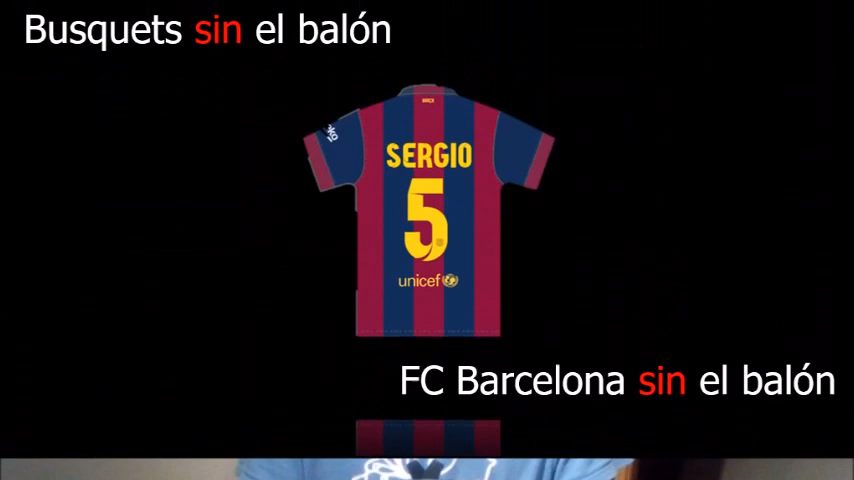 Busquets sin el balón
SERGIO
5
unicef
FC Barcelona sin el balón